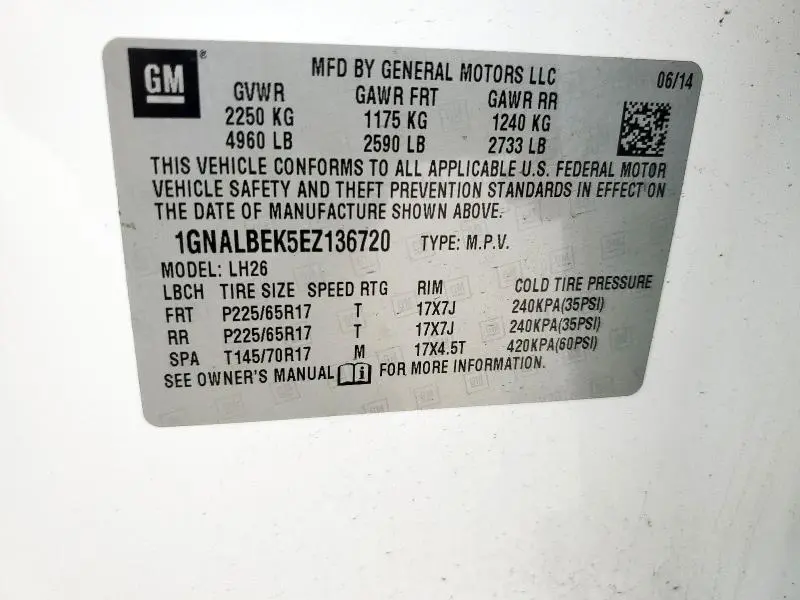 GM®
MFD BY GENERAL MOTORS LLC 06/14
GVWR GAWR FRT GAWR RR
2250 KG 1175 KG 1240 KG
4960 LB 2590 LB 2733 LB
THIS VEHICLE CONFORMS TO ALL APPLICABLE U.S. FEDERAL MOTOR
VEHICLE SAFETY AND THEFT PREVENTION STANDARDS IN EFFECT ON
THE DATE OF MANUFACTURE SHOWN ABOVE.
1GNALBEK5EZ136720 TYPE: M.P.V.
MODEL: LH26
LBCH TIRE SIZE SPEED RTG RIM COLD TIRE PRESSURE
FRT P225/65R17 T 17X7J 240KPA(35PSI)
RR P225/65R17 T 17X7J 240KPA(35PSI)
SPA T145/70R17 M 17X4.5T 420KPA(60PSI)
SEE OWNER'S MANUAL FOR MORE INFORMATION.